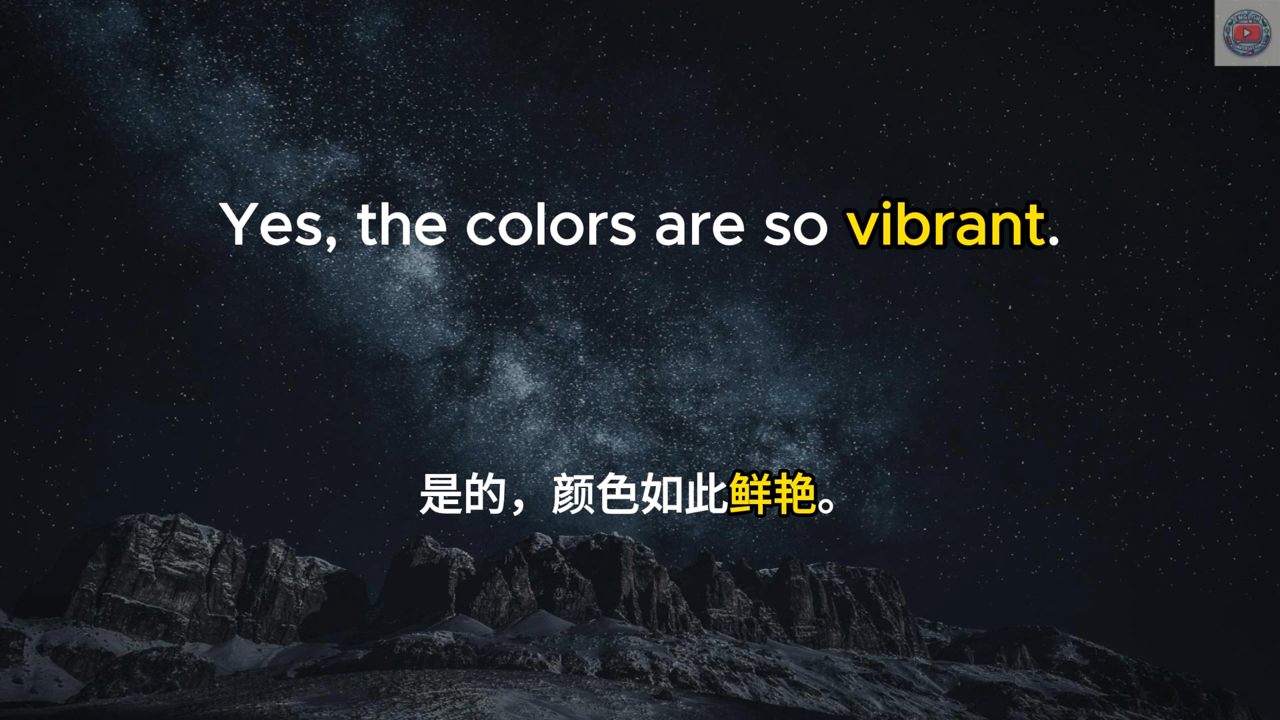 Yes, the colors are so vibrant.
是的，颜色如此鲜艳。